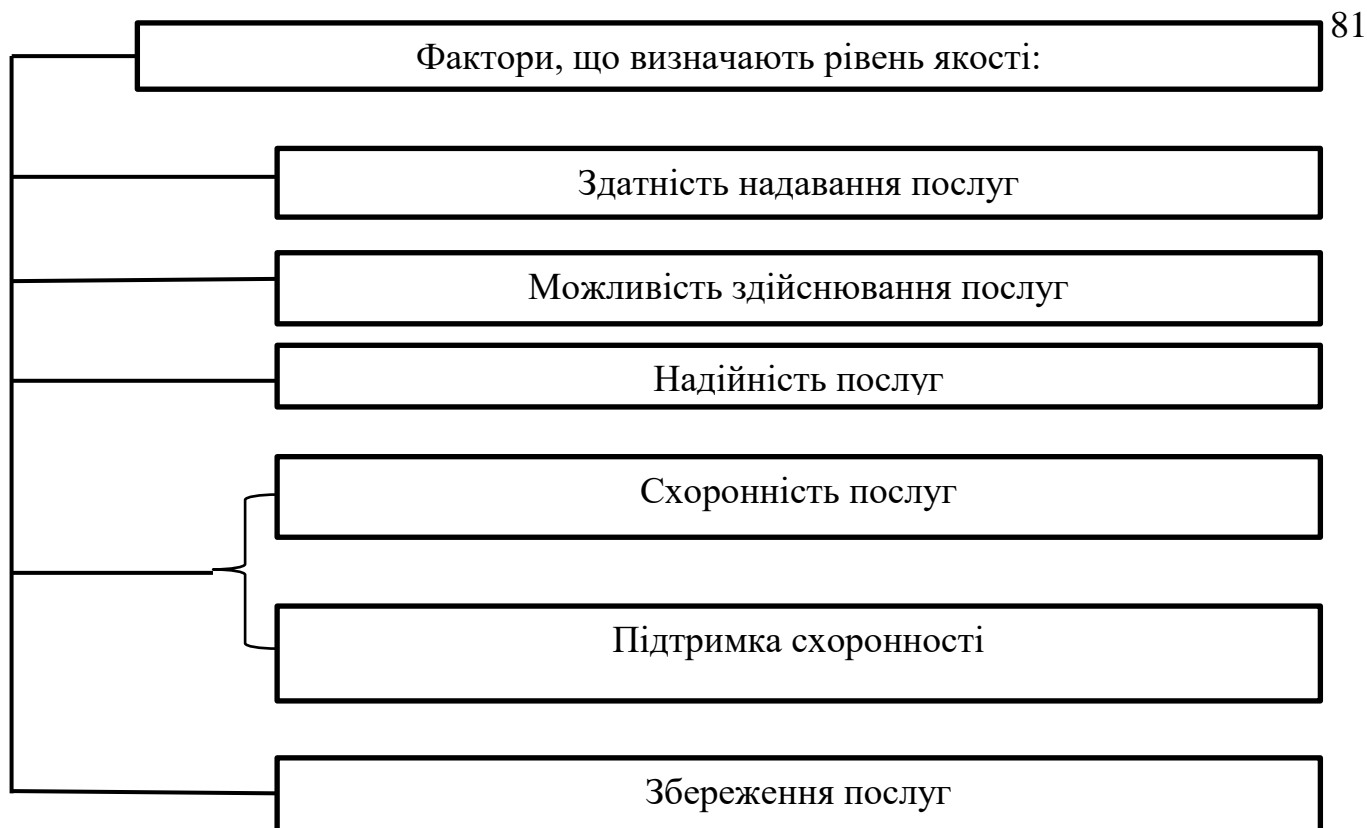 81
Фактори, що визначають рівень якості:
Здатність надавання послуг
Можливість здійснювання послуг
Надійність послуг
Схоронність послуг
Підтримка схоронності
Збереження послуг